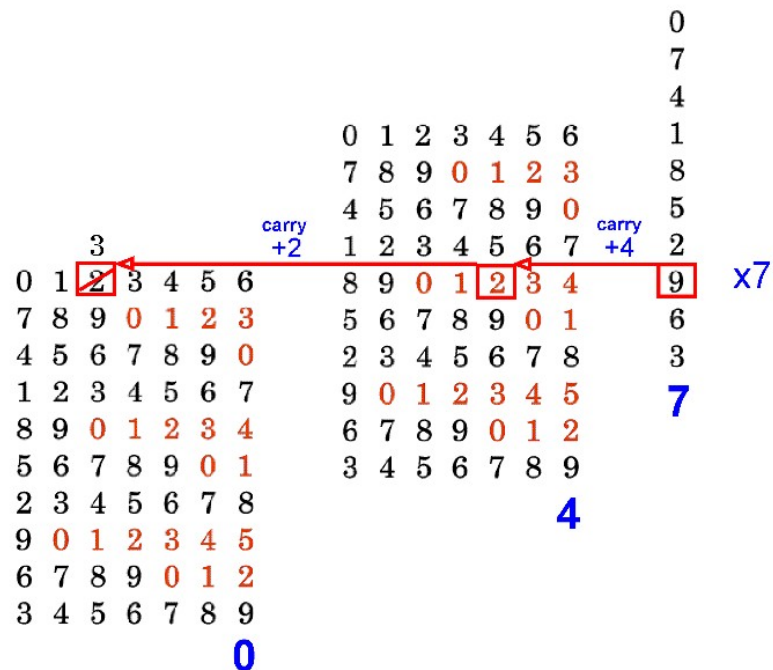 0
7
4
0 1 2 3 4 5 6 1
7 8 9 0 1 2 3 8
4 5 6 7 8 9 0 5
carry carry
3 +2 1 2 3 4 5 6 7 +4 2
0 1 2 3 4 5 6 8 9 0 1 2 3 4 9 x7
7 8 9 0 1 2 3 5 6 7 8 9 0 1 6
4 5 6 7 8 9 0 2 3 4 5 6 7 8 3
1 2 3 4 5 6 7 9 0 1 2 3 4 5 7
8 9 0 1 2 3 4 6 7 8 9 0 1 2
5 6 7 8 9 0 1 3 4 5 6 7 8 9
2 3 4 5 6 7 8 4
9 0 1 2 3 4 5
6 7 8 9 0 1 2
3 4 5 6 7 8 9
0